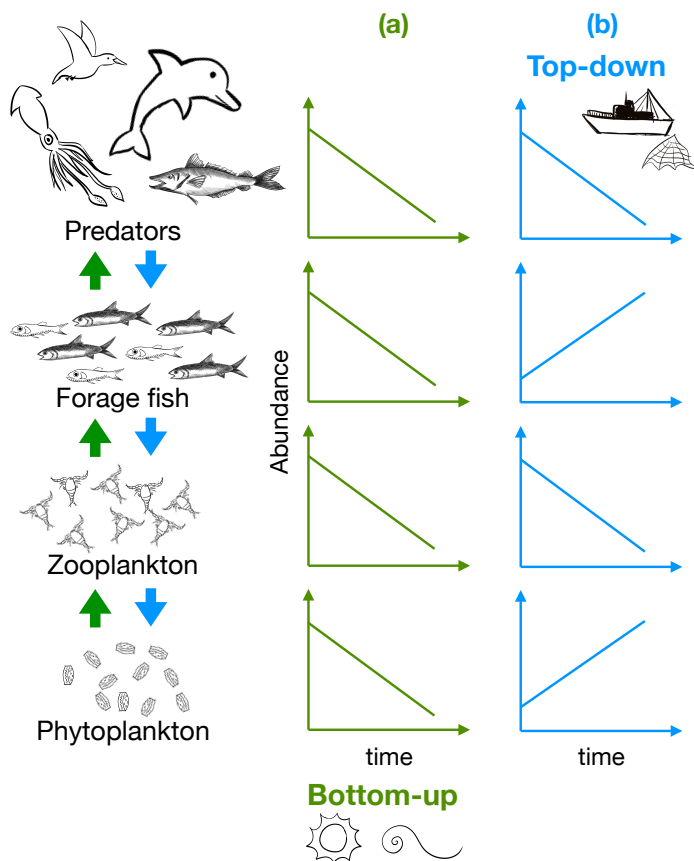 (a)
(b)
Top-down
Predators
Forage fish
Abundance
Zooplankton
Phytoplankton
time
time
Bottom-up